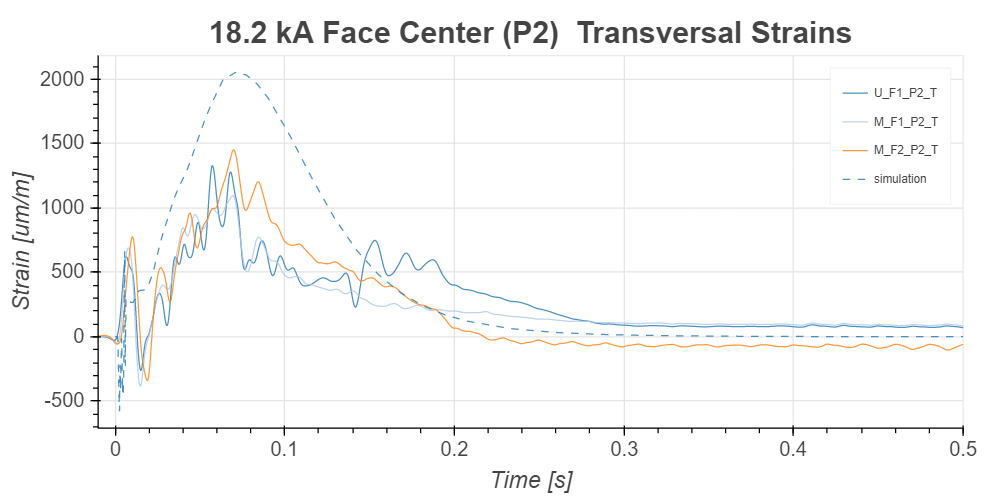 18.2 kA Face Center (P2) Transversal Strains
Strain [um/m]
2000
1500
1000
500
0
-500
U_F1_P2_T
M_F1_P2_T
M_F2_P2_T
simulation
0
0.1
0.2
0.3
0.4
0.5
Time [s]